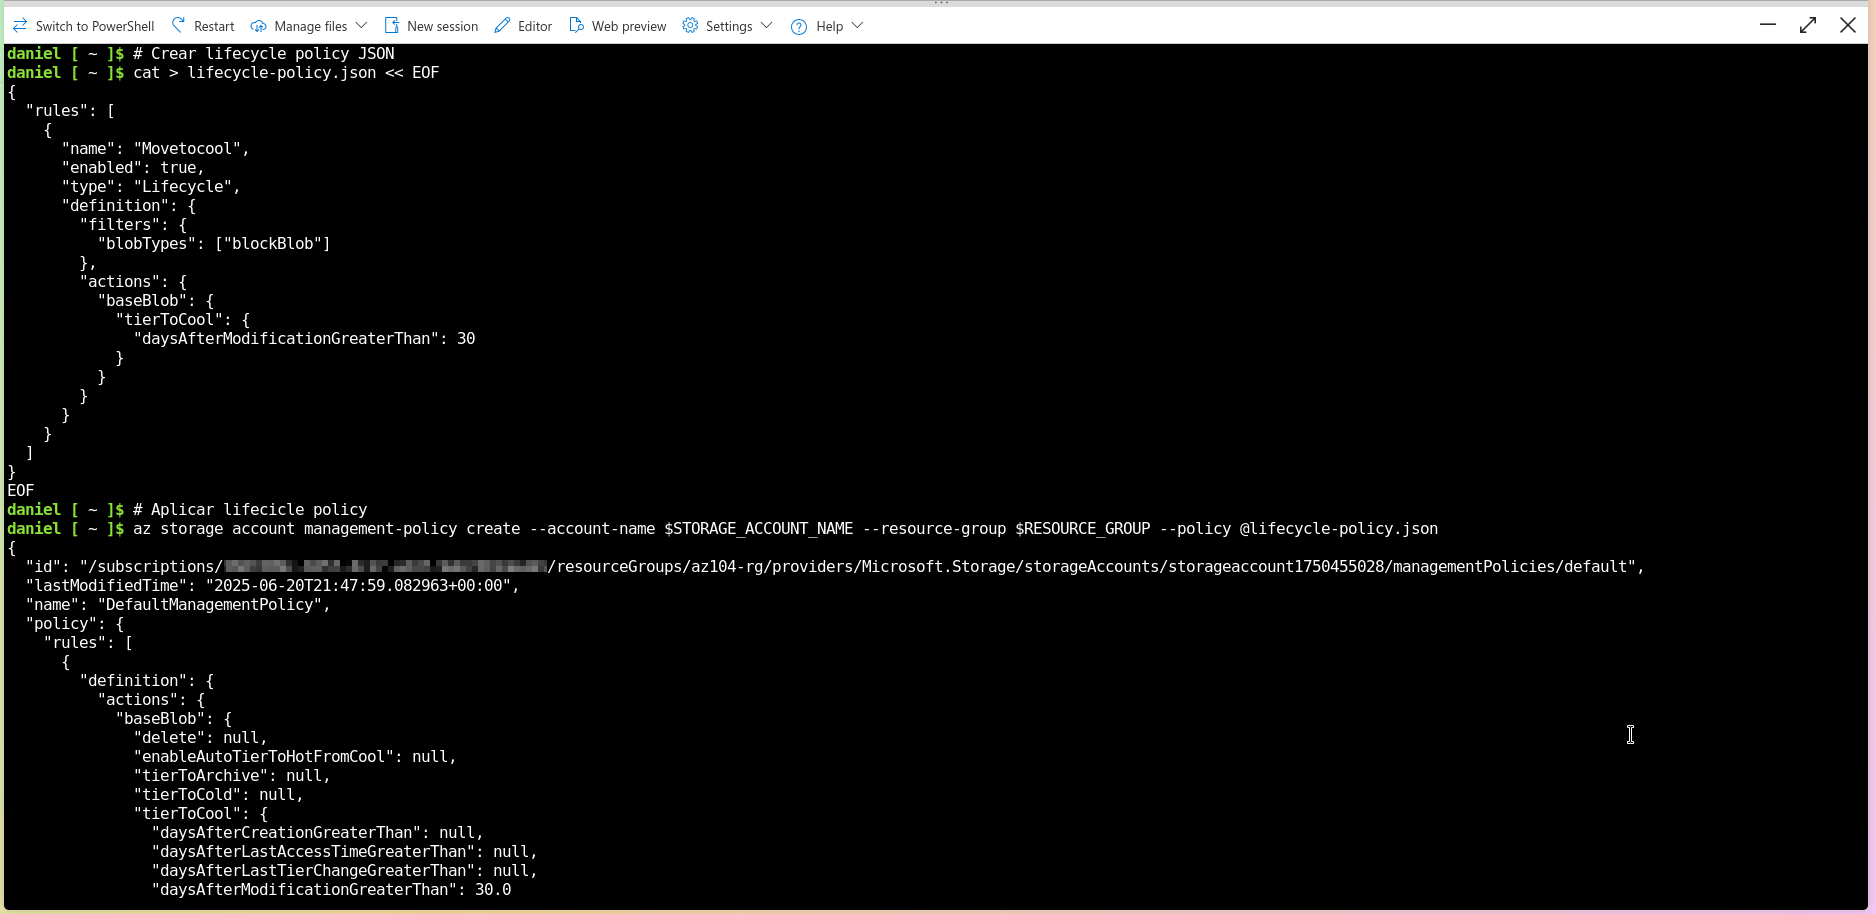 Switch to PowerShell Restart Manage files New session Editor Web preview Settings Help
daniel [ ~ ]$ # Crear lifecycle policy JSON
daniel [ ~ ]$ cat > lifecycle-policy.json << EOF
{
  "rules": [
    {
      "name": "Movetocool",
      "enabled": true,
      "type": "Lifecycle",
      "definition": {
        "filters": {
          "blobTypes": ["blockBlob"]
        },
        "actions": {
          "baseBlob": {
            "tierToCool": {
              "daysAfterModificationGreaterThan": 30
            }
          }
        }
      }
    }
  ]
}
EOF
daniel [ ~ ]$ # Aplicar lifecicle policy
daniel [ ~ ]$ az storage account management-policy create --account-name $STORAGE_ACCOUNT_NAME --resource-group $RESOURCE_GROUP --policy @lifecycle-policy.json
{
  "id": "/subscriptions/ /resourceGroups/az104-rg/providers/Microsoft.Storage/storageAccounts/storageaccount1750455028/managementPolicies/default",
  "lastModifiedTime": "2025-06-20T21:47:59.082963+00:00",
  "name": "DefaultManagementPolicy",
  "policy": {
    "rules": [
      {
        "definition": {
          "actions": {
            "baseBlob": {
              "delete": null,
              "enableAutoTierToHotFromCool": null,
              "tierToArchive": null,
              "tierToCold": null,
              "tierToCool": {
                "daysAfterCreationGreaterThan": null,
                "daysAfterLastAccessTimeGreaterThan": null,
                "daysAfterLastTierChangeGreaterThan": null,
                "daysAfterModificationGreaterThan": 30.0